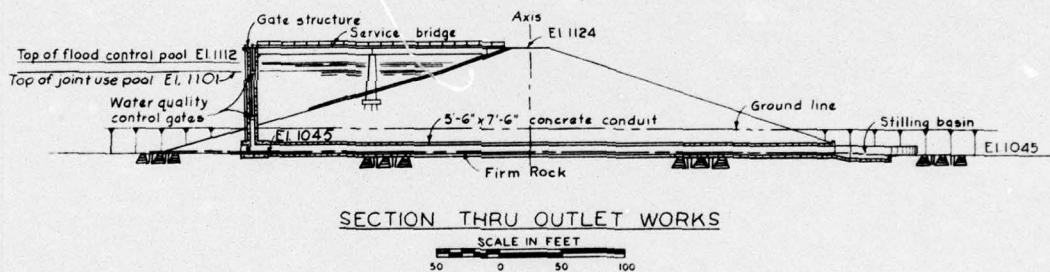 Axis
Gate structure
Service bridge
El. 1124
Top of flood control pool El. 1112
Top of joint use pool El. 1101
Water quality
control gates
5'-6" x 7'-6" concrete conduit
Ground line
Stilling basin
El. 1045
El. 1045
Firm Rock
SECTION THRU OUTLET WORKS
SCALE IN FEET
50 0 50 100